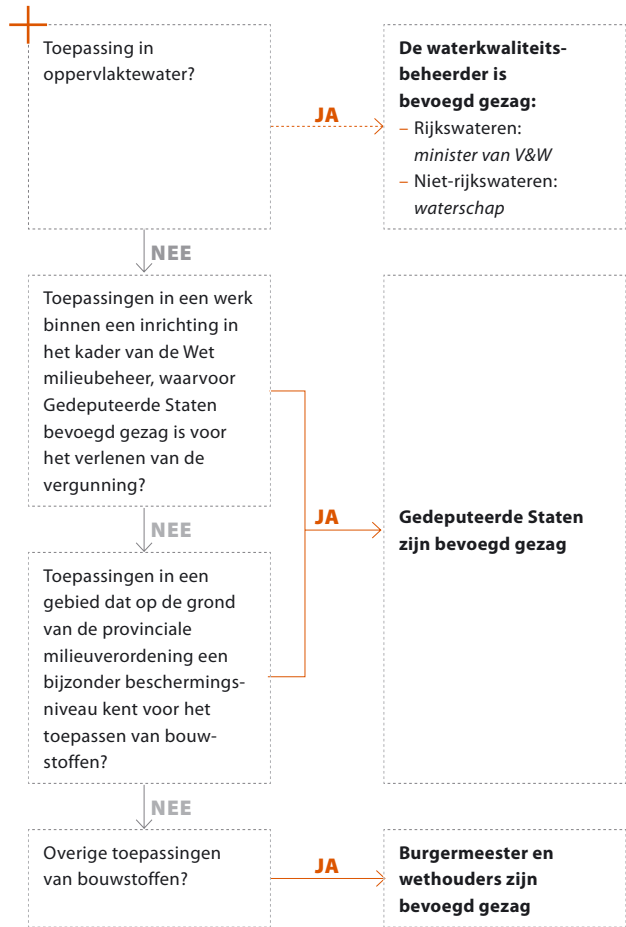 Toepassing in
oppervlaktewater?
JA
De waterkwaliteits-
beheerder is
bevoegd gezag:
– Rijkswateren:
minister van V&W
– Niet-rijkswateren:
waterschap
NEE
Toepassingen in een werk
binnen een inrichting in
het kader van de Wet
milieubeheer, waarvoor
Gedeputeerde Staten
bevoegd gezag is voor
het verlenen van de
vergunning?
NEE
JA
Gedeputeerde Staten
zijn bevoegd gezag
Toepassingen in een
gebied dat op de grond
van de provinciale
milieuverordening een
bijzonder beschermings-
niveau kent voor het
toepassen van bouw-
stoffen?
NEE
Overige toepassingen
van bouwstoffen?
JA
Burgermeester en
wethouders zijn
bevoegd gezag